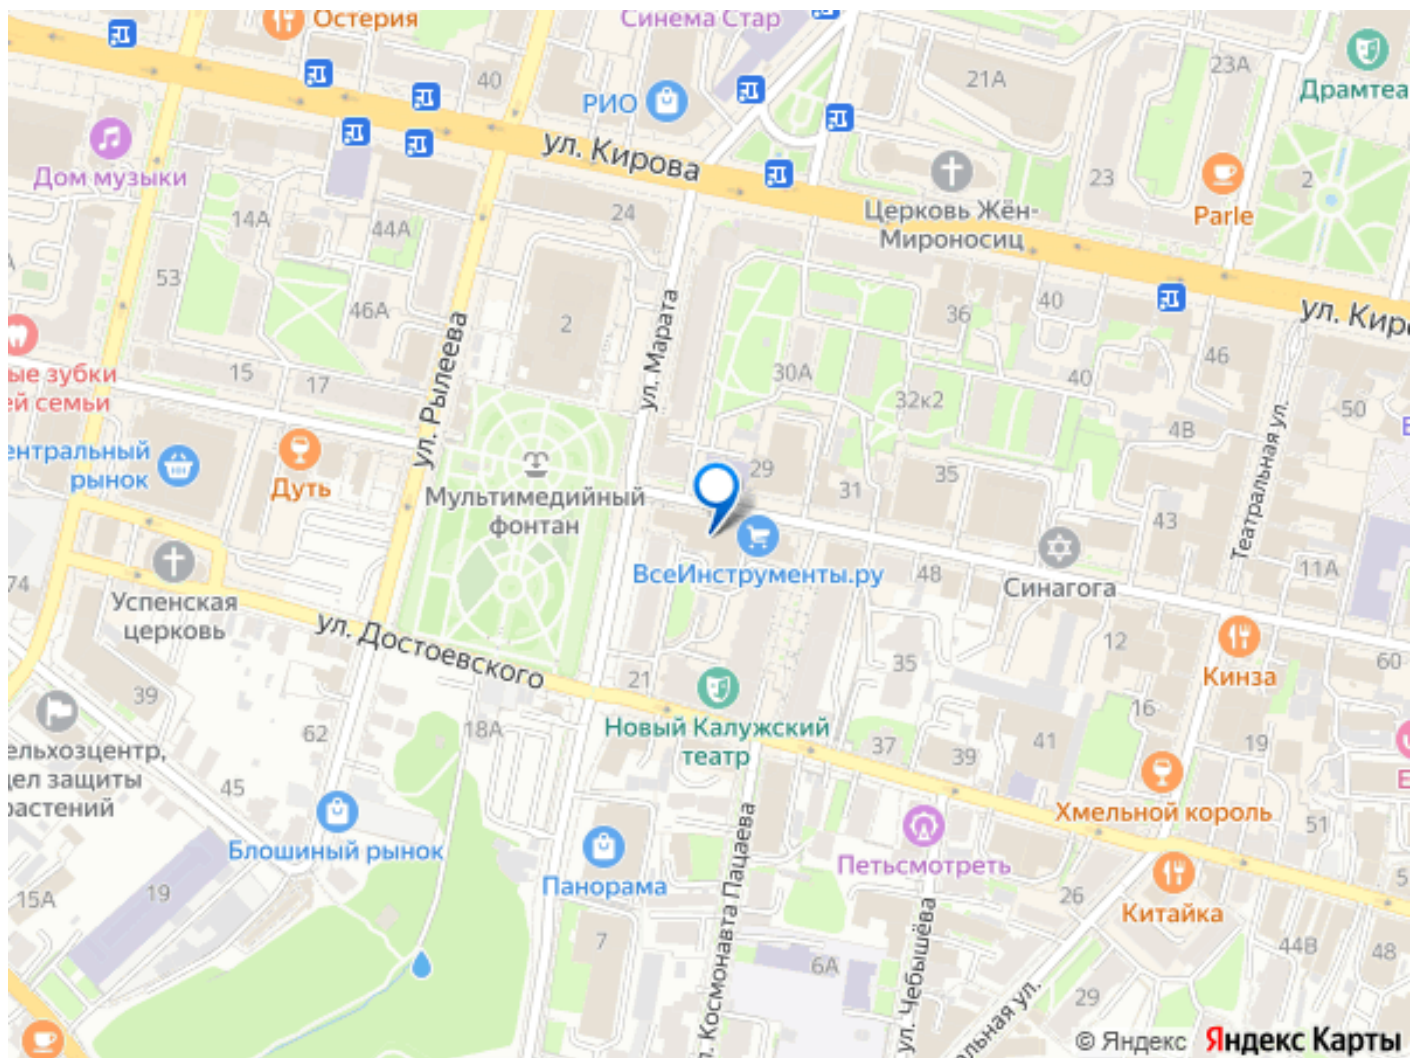 Остерия
Синема Стар
40
21А
23А
РИО
Драмтеа
ул. Кирова
Дом музыки
23
2
24
Церковь Жён-
Мироносиц
Parle
14А
44А
53
46А
2
ул. Рылеева
ул. Марата
36
40
ул. Кир
15
17
30А
32к2
40
46
ые зубки
ей семьи
50
4В
Театральная ул.
ентральный
рынок
Дуть
29
31
35
43
Мультимедийный
фонтан
ВсеИнструменты.ру
48
Синагога
11А
74
Успенская
церковь
ул. Достоевского
12
60
35
Кинза
21
39
16
Новый Калужский
театр
18А
62
37
39
41
19
ельхозцентр,
дел защиты
растений
45
Хмельной король
51
Блошиный рынок
Панорама
ул. Космонавта Пацаева
Петьсмотреть
15А
19
26
Китайка
7
6А
ул. Чебышёва
44В
48
29
© Яндекс Яндекс Карты